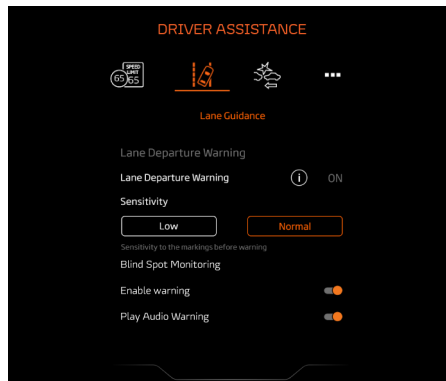 DRIVER ASSISTANCE
SPEED
LIMIT
65 65
Lane Guidance
Lane Departure Warning
Lane Departure Warning i ON
Sensitivity
Low Normal
Sensitivity to the markings before warning
Blind Spot Monitoring
Enable warning
Play Audio Warning